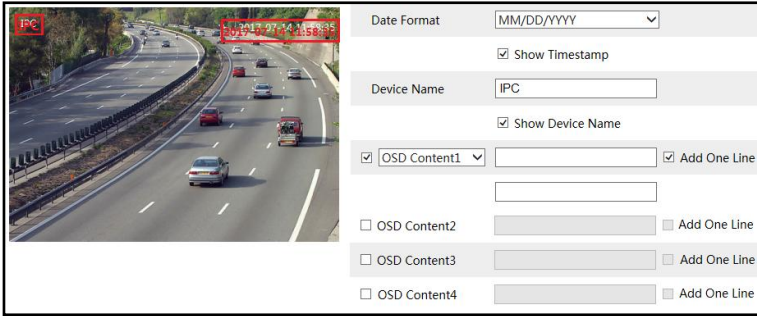 IPC
2017-07-14 11:58:35
Date Format MM/DD/YYYY
Show Timestamp
Device Name IPC
Show Device Name
OSD Content1 Add One Line
OSD Content2 Add One Line
OSD Content3 Add One Line
OSD Content4 Add One Line